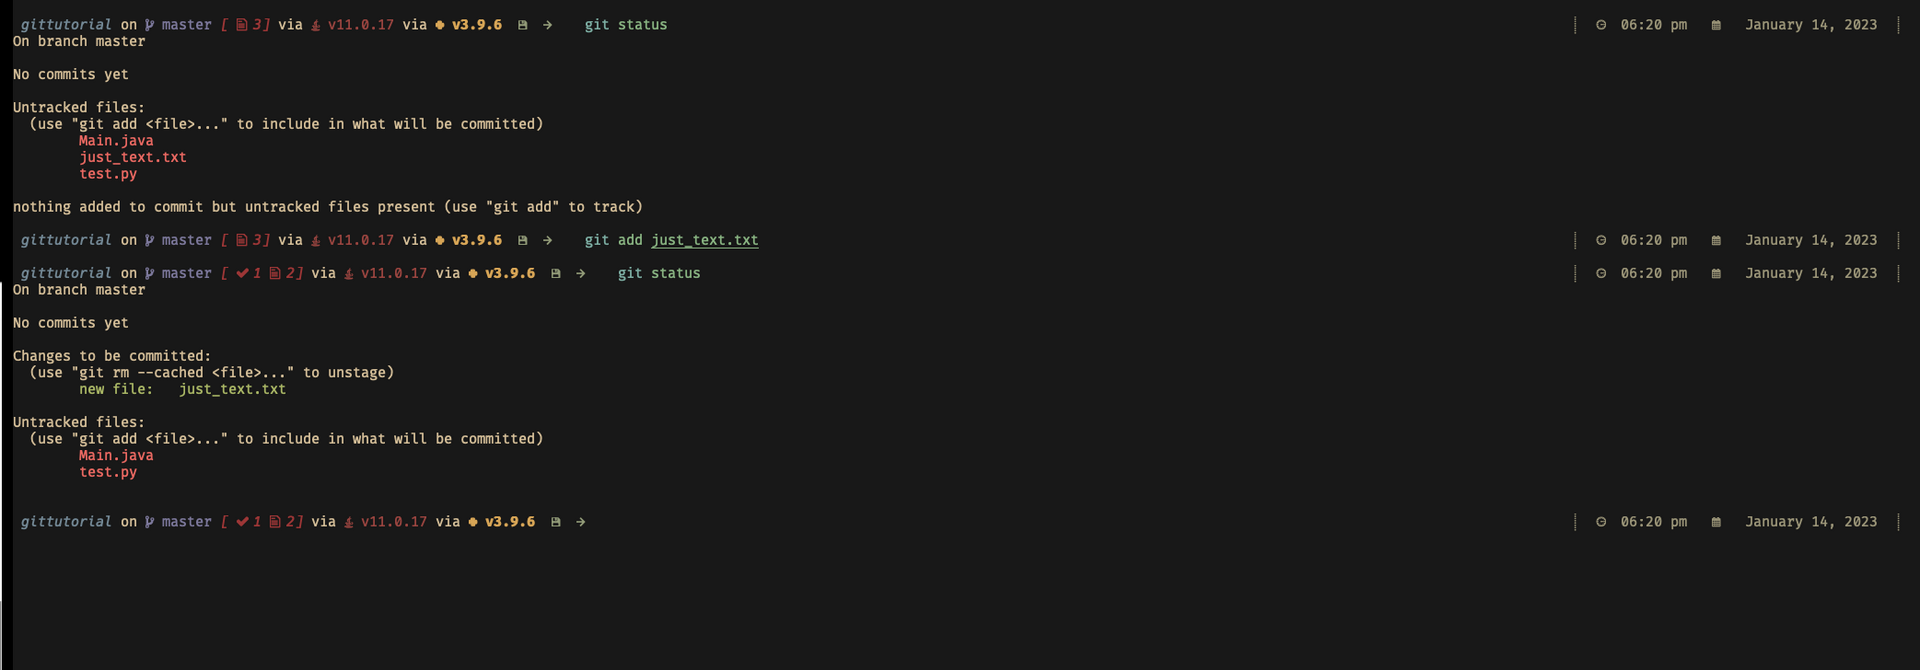 gittutorial on master [ 3] via v11.0.17 via v3.9.6 → git status 06:20 pm January 14, 2023
On branch master
No commits yet
Untracked files:
(use "git add <file>..." to include in what will be committed)
Main.java
just_text.txt
test.py
nothing added to commit but untracked files present (use "git add" to track)
gittutorial on master [ 3] via v11.0.17 via v3.9.6 → git add just_text.txt 06:20 pm January 14, 2023
gittutorial on master [ ✔1 2] via v11.0.17 via v3.9.6 → git status 06:20 pm January 14, 2023
On branch master
No commits yet
Changes to be committed:
(use "git rm --cached <file>..." to unstage)
new file: just_text.txt
Untracked files:
(use "git add <file>..." to include in what will be committed)
Main.java
test.py
gittutorial on master [ ✔1 2] via v11.0.17 via v3.9.6 → 06:20 pm January 14, 2023